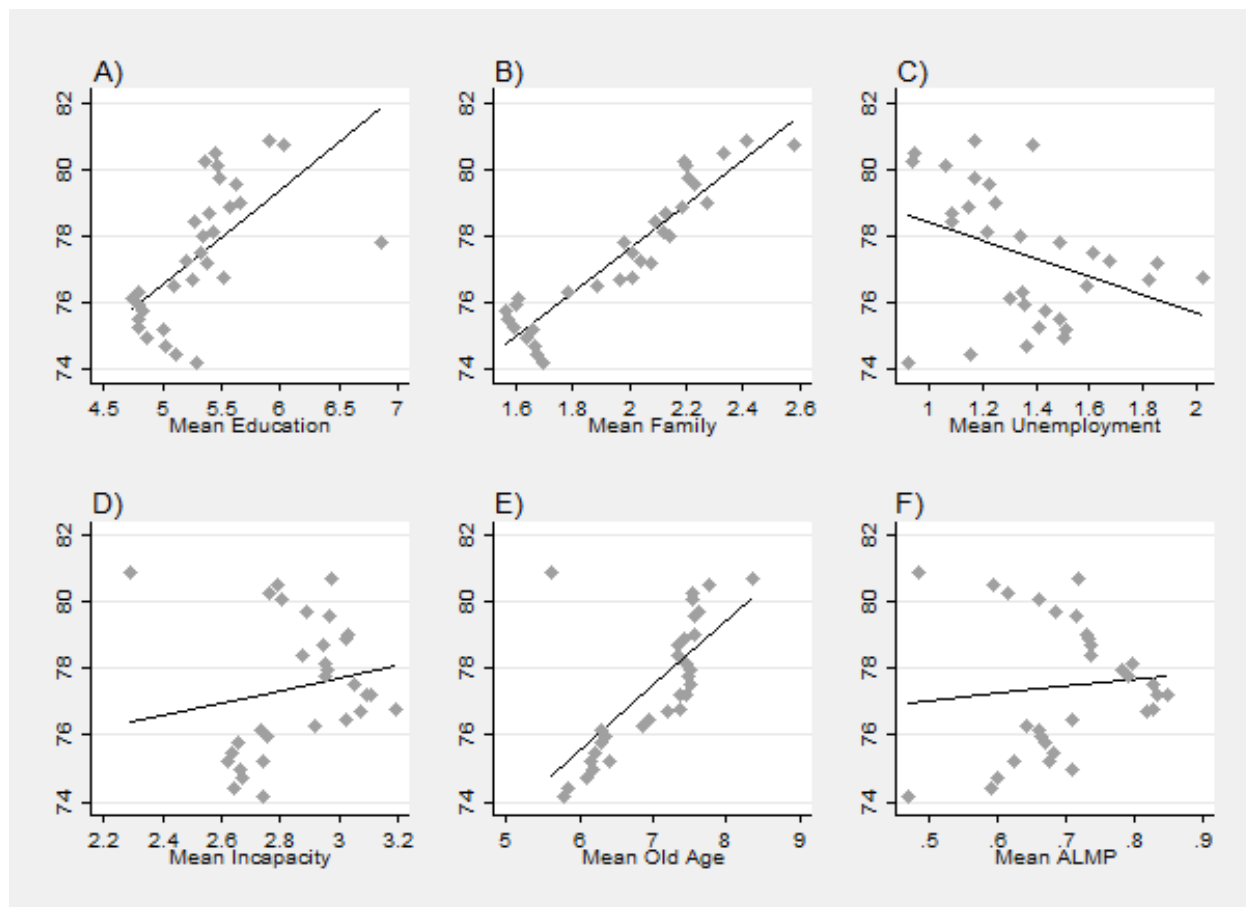 A) B) C)
82 82 82
80 80 80
78 78 78
76 76 76
74 74 74
4.5 5 5.5 6 6.5 7 1.6 1.8 2 2.2 2.4 2.6 1 1.2 1.4 1.6 1.8 2
Mean Education Mean Family Mean Unemployment
D) E) F)
82 82 82
80 80 80
78 78 78
76 76 76
74 74 74
2.2 2.4 2.6 2.8 3 3.2 5 6 7 8 9 .5 .6 .7 .8 .9
Mean Incapacity Mean Old Age Mean ALMP